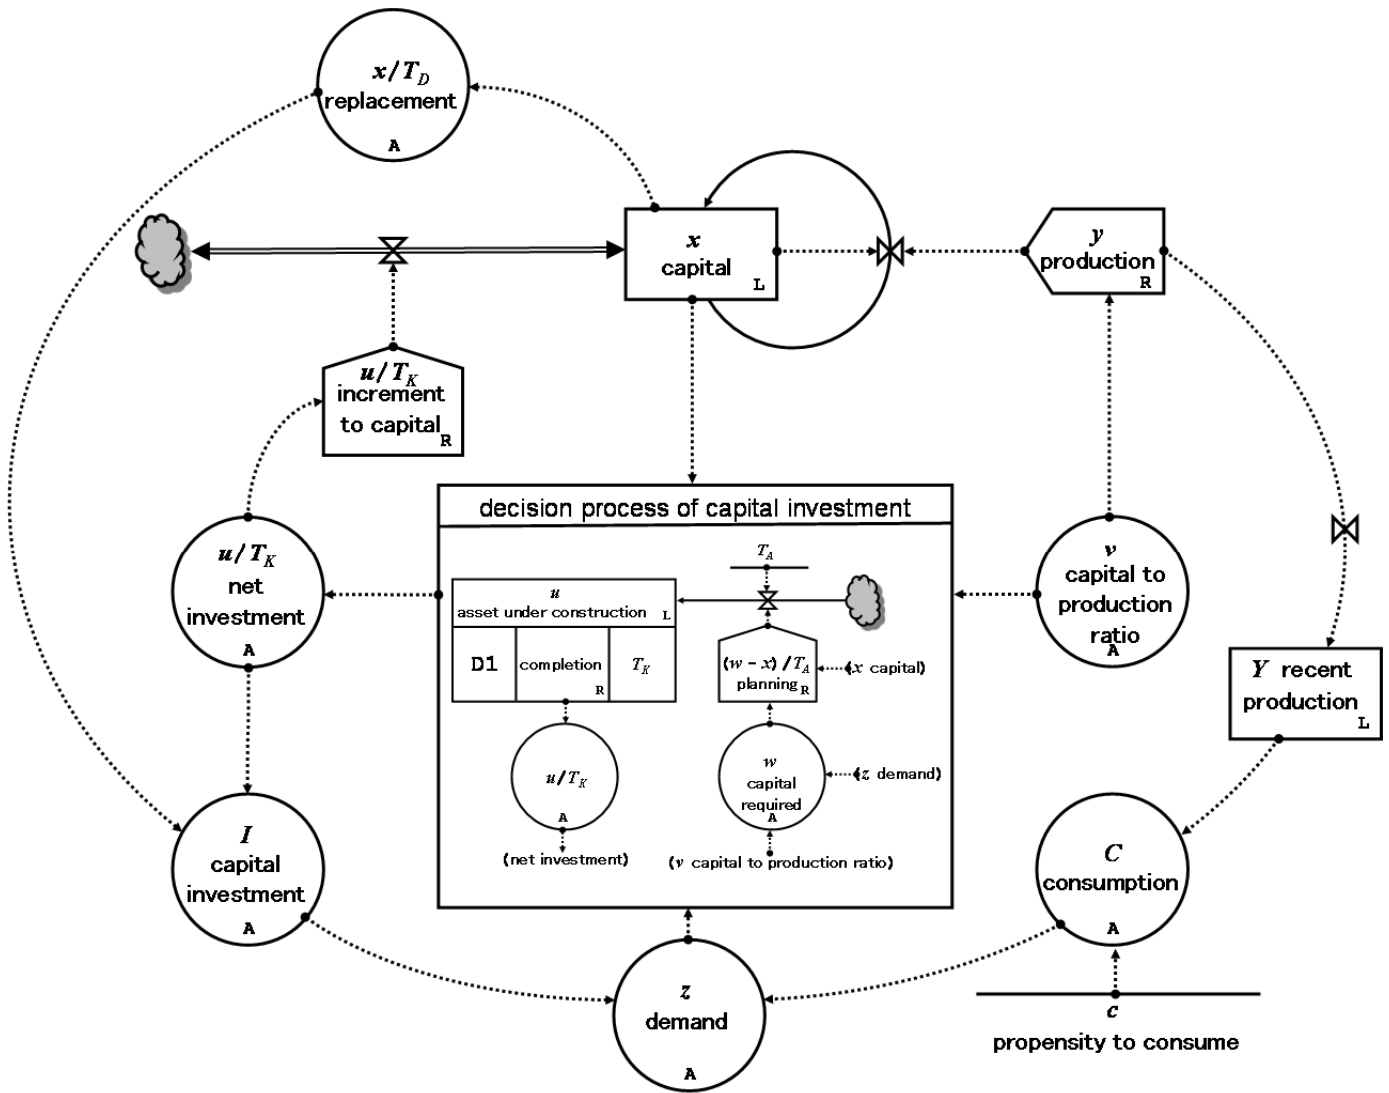 x/T_D
replacement
A
x
capital
L
y
production
R
u/T_K
increment
to capital
R
decision process of capital investment
u/T_K
net
investment
A
T_A
u
asset under construction
L
D1
completion
R
T_K
(w - x)/T_A
planning
R
(x capital)
u/T_K
A
(net investment)
w
capital
required
A
(z demand)
(v capital to production ratio)
v
capital to
production
ratio
A
Y recent
production
L
I
capital
investment
A
C
consumption
A
z
demand
A
c
propensity to consume